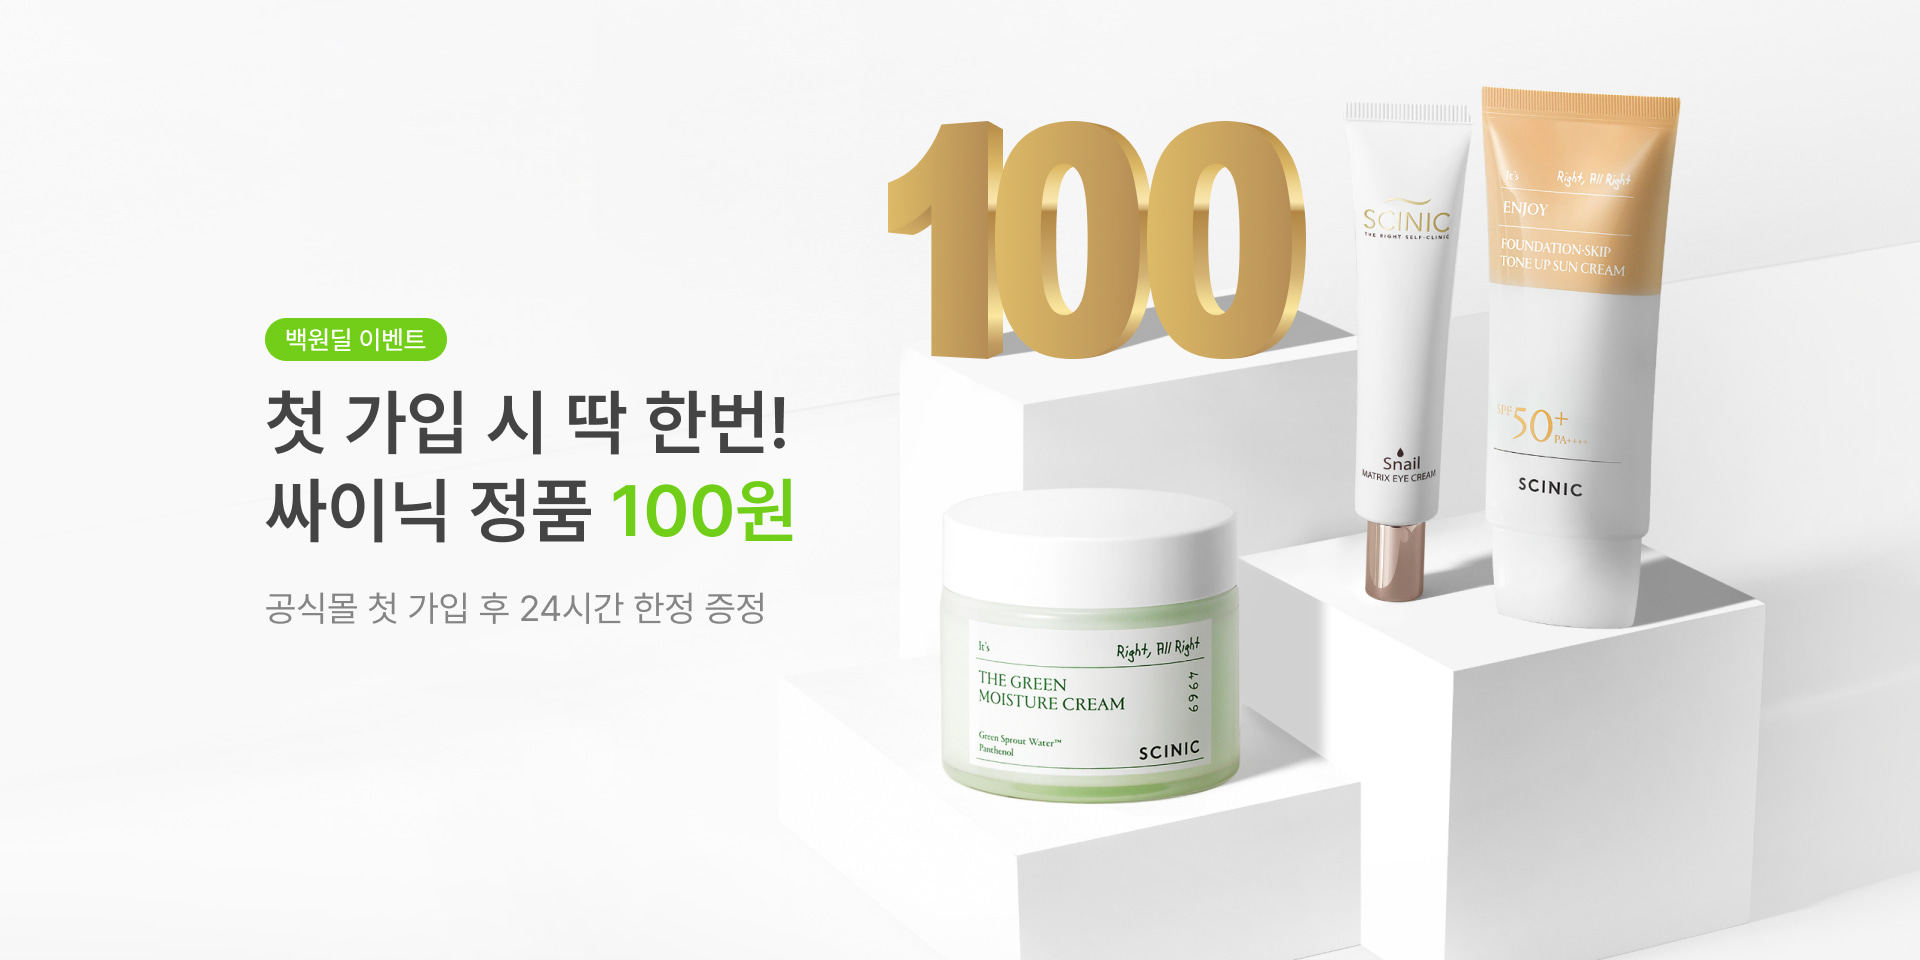 백원딜 이벤트
첫 가입 시 딱 한번!
싸이닉 정품 100원
공식몰 첫 가입 후 24시간 한정 증정
100
SCINIC
THE RIGHT SELF-CLINIC
Snail
MATRIX EYE CREAM
It's Right, All Right
ENJOY
FOUNDATION-SKIP
TONE UP SUN CREAM
SPF 50+
PA++++
SCINIC
It's Right, All Right
THE GREEN
MOISTURE CREAM
4969
Green Sprout Water™
Panthenol
SCINIC